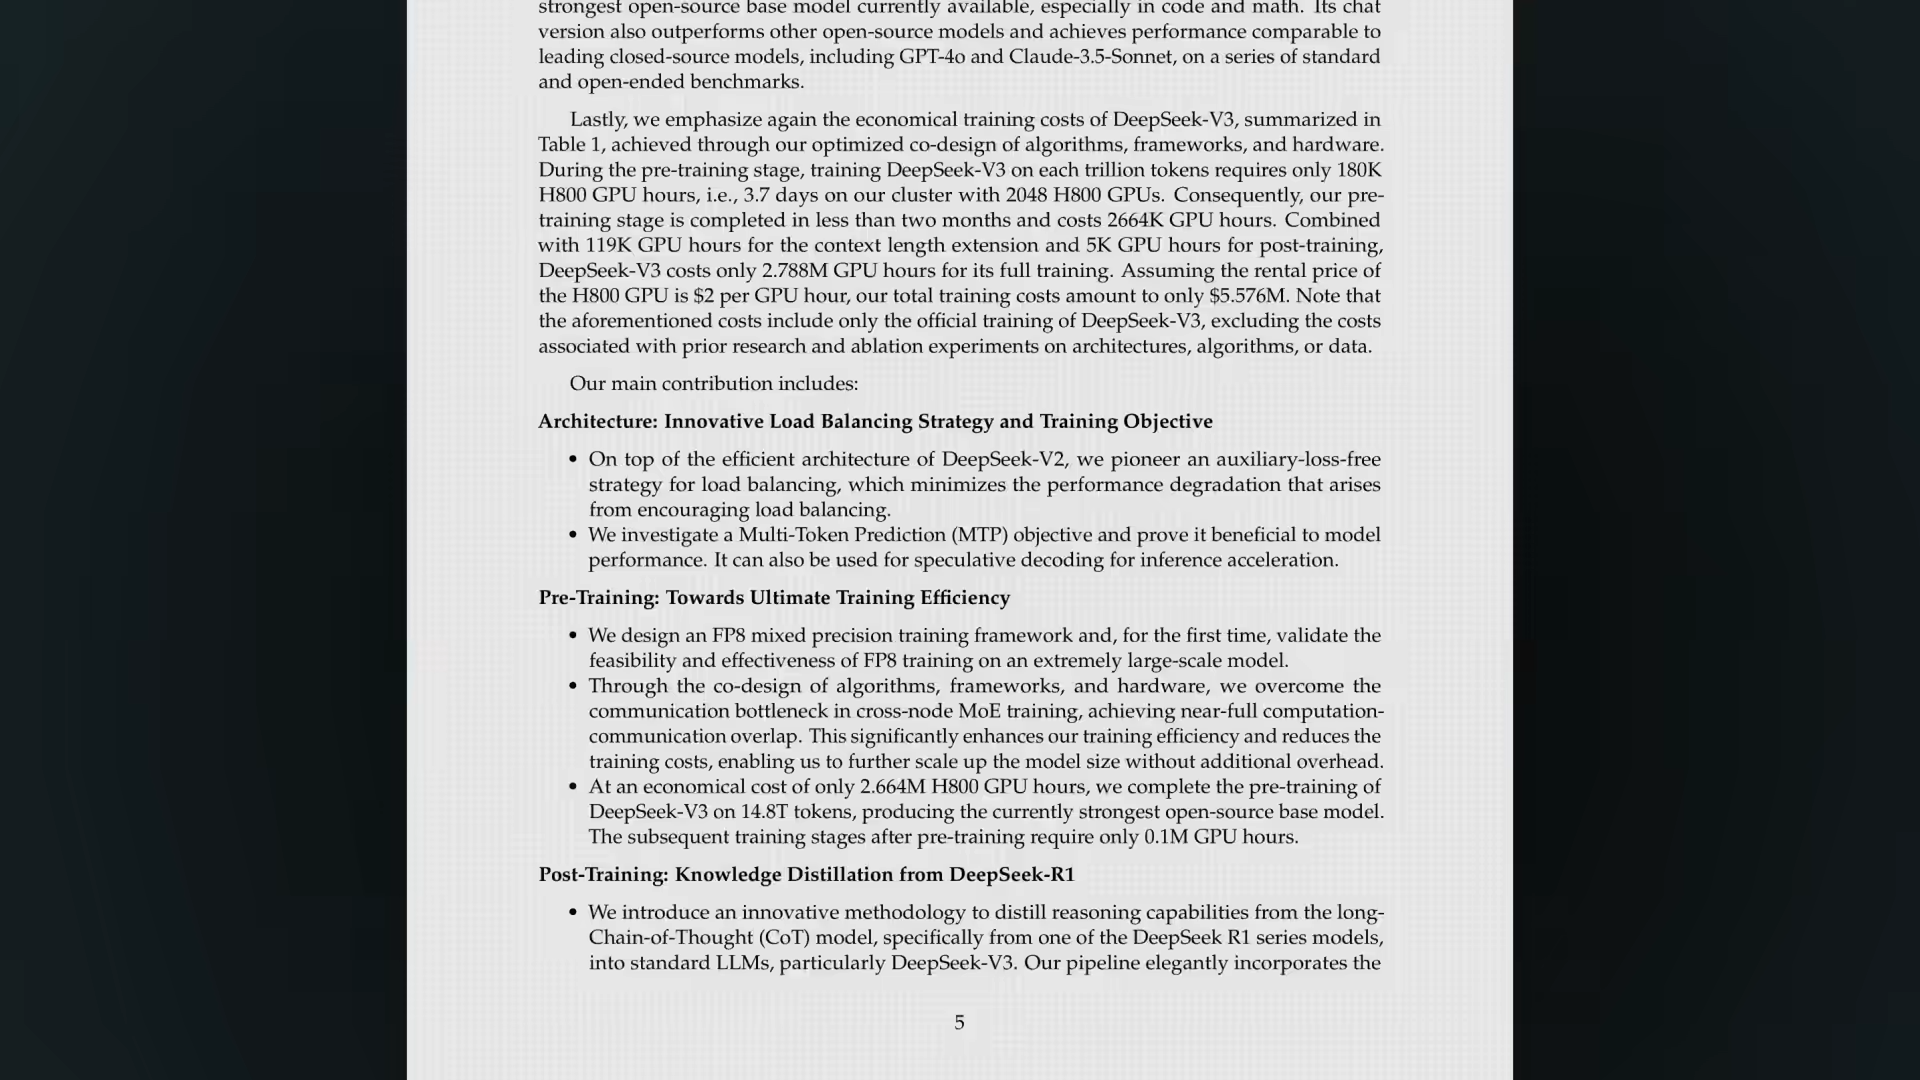 strongest open-source base model currently available, especially in code and math. Its chat
version also outperforms other open-source models and achieves performance comparable to
leading closed-source models, including GPT-4o and Claude-3.5-Sonnet, on a series of standard
and open-ended benchmarks.
Lastly, we emphasize again the economical training costs of DeepSeek-V3, summarized in
Table 1, achieved through our optimized co-design of algorithms, frameworks, and hardware.
During the pre-training stage, training DeepSeek-V3 on each trillion tokens requires only 180K
H800 GPU hours, i.e., 3.7 days on our cluster with 2048 H800 GPUs. Consequently, our pre-
training stage is completed in less than two months and costs 2664K GPU hours. Combined
with 119K GPU hours for the context length extension and 5K GPU hours for post-training,
DeepSeek-V3 costs only 2.788M GPU hours for its full training. Assuming the rental price of
the H800 GPU is $2 per GPU hour, our total training costs amount to only $5.576M. Note that
the aforementioned costs include only the official training of DeepSeek-V3, excluding the costs
associated with prior research and ablation experiments on architectures, algorithms, or data.
Our main contribution includes:
Architecture: Innovative Load Balancing Strategy and Training Objective
• On top of the efficient architecture of DeepSeek-V2, we pioneer an auxiliary-loss-free
strategy for load balancing, which minimizes the performance degradation that arises
from encouraging load balancing.
• We investigate a Multi-Token Prediction (MTP) objective and prove it beneficial to model
performance. It can also be used for speculative decoding for inference acceleration.
Pre-Training: Towards Ultimate Training Efficiency
• We design an FP8 mixed precision training framework and, for the first time, validate the
feasibility and effectiveness of FP8 training on an extremely large-scale model.
• Through the co-design of algorithms, frameworks, and hardware, we overcome the
communication bottleneck in cross-node MoE training, achieving near-full computation-
communication overlap. This significantly enhances our training efficiency and reduces the
training costs, enabling us to further scale up the model size without additional overhead.
• At an economical cost of only 2.664M H800 GPU hours, we complete the pre-training of
DeepSeek-V3 on 14.8T tokens, producing the currently strongest open-source base model.
The subsequent training stages after pre-training require only 0.1M GPU hours.
Post-Training: Knowledge Distillation from DeepSeek-R1
• We introduce an innovative methodology to distill reasoning capabilities from the long-
Chain-of-Thought (CoT) model, specifically from one of the DeepSeek R1 series models,
into standard LLMs, particularly DeepSeek-V3. Our pipeline elegantly incorporates the
5